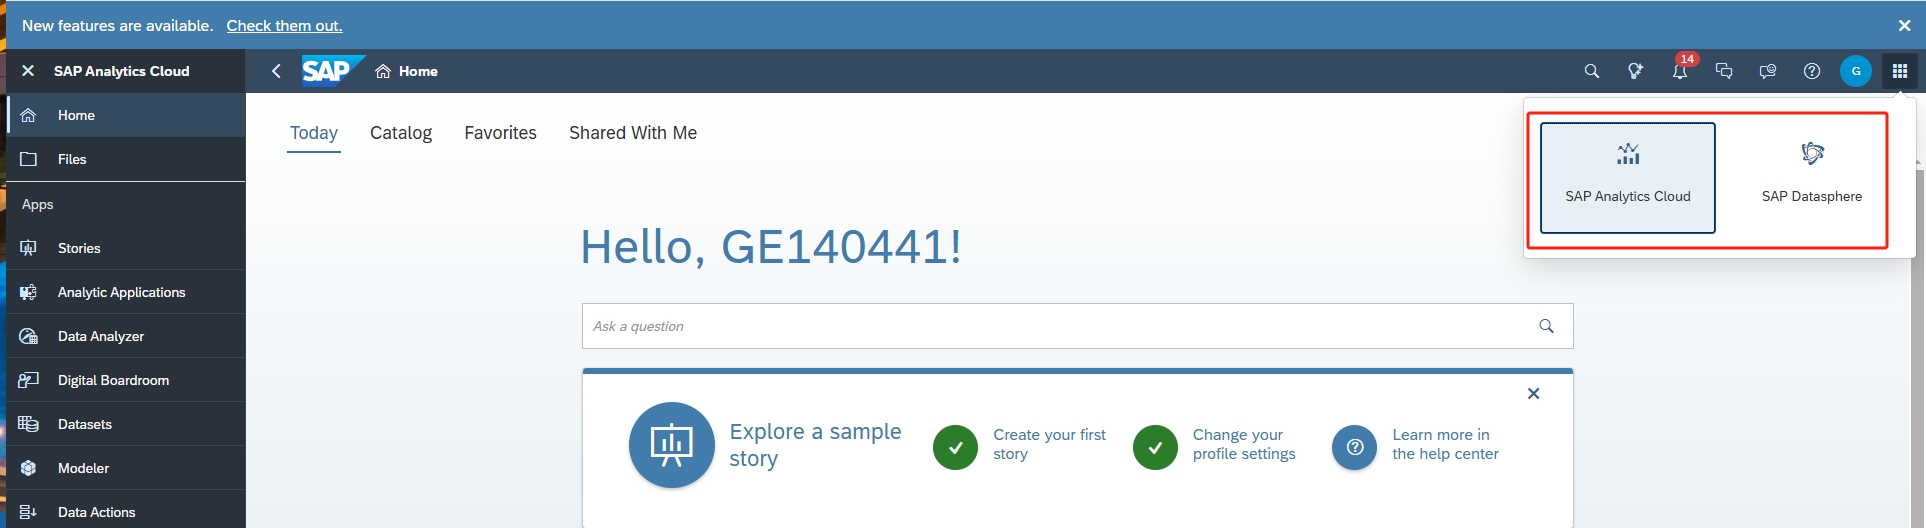 New features are available. Check them out.
SAP Analytics Cloud
SAP
Home
14
G
Home
Files
Apps
Stories
Analytic Applications
Data Analyzer
Digital Boardroom
Datasets
Modeler
Data Actions
Today
Catalog
Favorites
Shared With Me
SAP Analytics Cloud
SAP Datasphere
Hello, GE140441!
Ask a question
Explore a sample
story
Create your first
story
Change your
profile settings
Learn more in
the help center